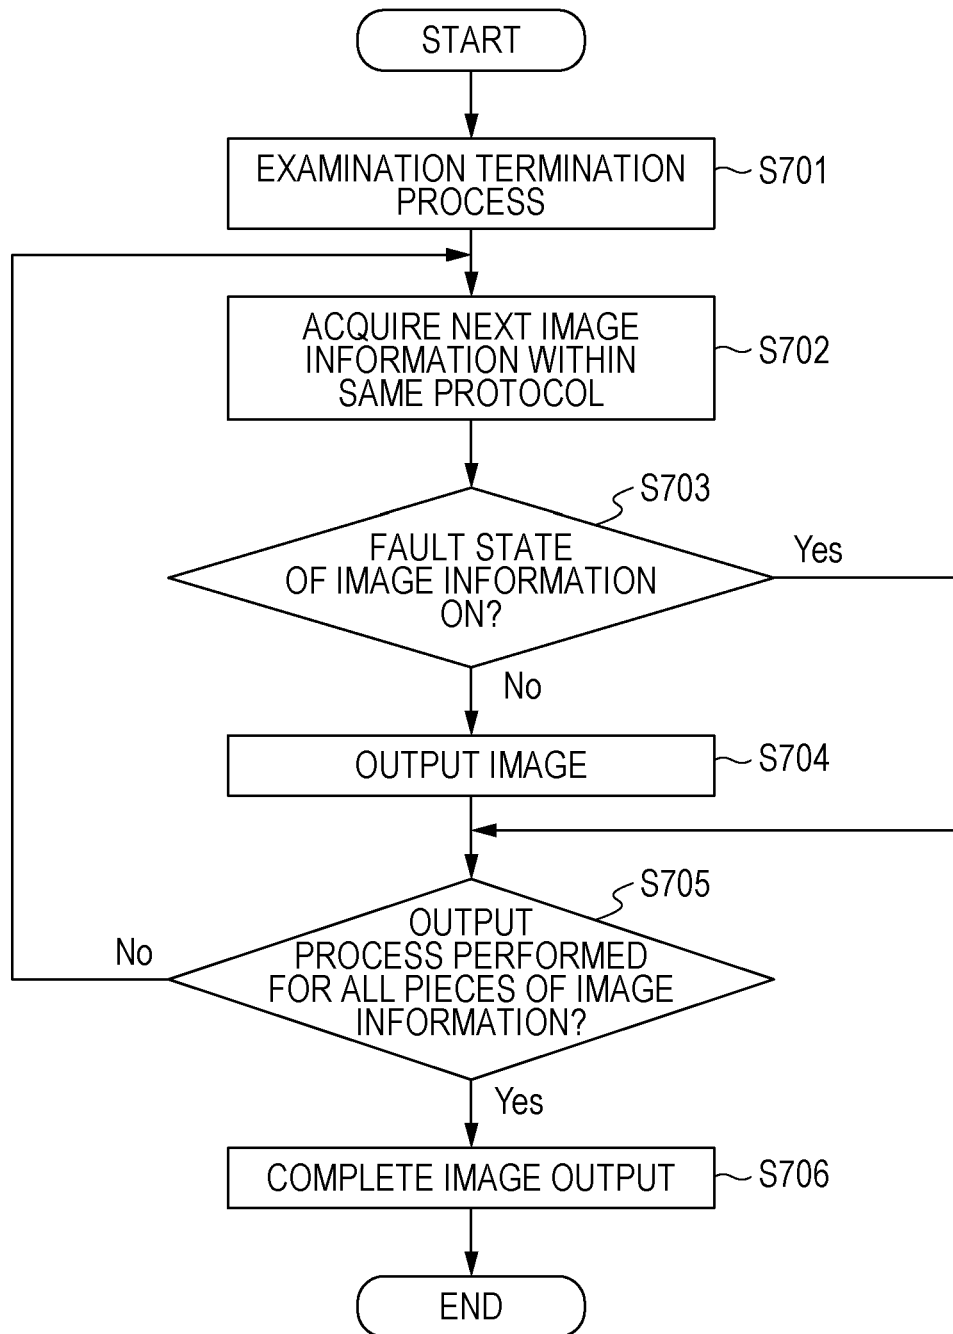 START
EXAMINATION TERMINATION
PROCESS
S701
ACQUIRE NEXT IMAGE
INFORMATION WITHIN
SAME PROTOCOL
S702
S703
FAULT STATE
OF IMAGE INFORMATION
ON?
Yes
No
OUTPUT IMAGE
S704
S705
OUTPUT
PROCESS PERFORMED
FOR ALL PIECES OF IMAGE
INFORMATION?
No
Yes
COMPLETE IMAGE OUTPUT
S706
END